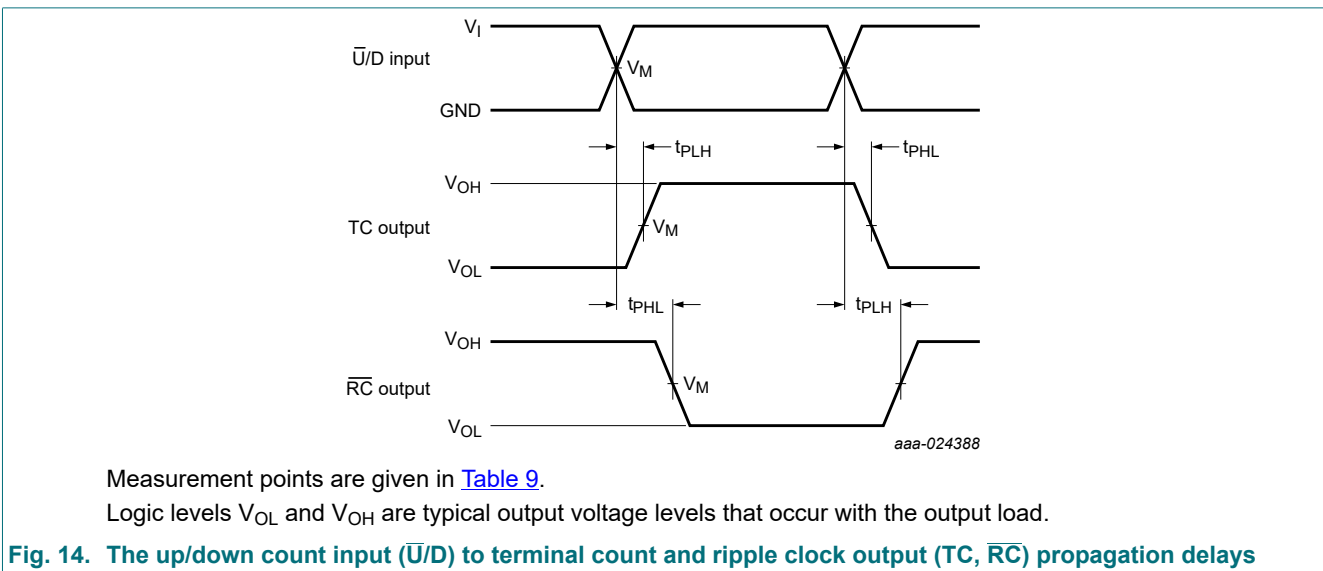 V_I
U̅/D input
V_M
GND
t_PLH
t_PHL
V_OH
TC output
V_M
V_OL
t_PHL
t_PLH
V_OH
R̅C̅ output
V_M
V_OL
aaa-024388
Measurement points are given in Table 9.
Logic levels V_OL and V_OH are typical output voltage levels that occur with the output load.
Fig. 14. The up/down count input (U̅/D) to terminal count and ripple clock output (TC, R̅C̅) propagation delays